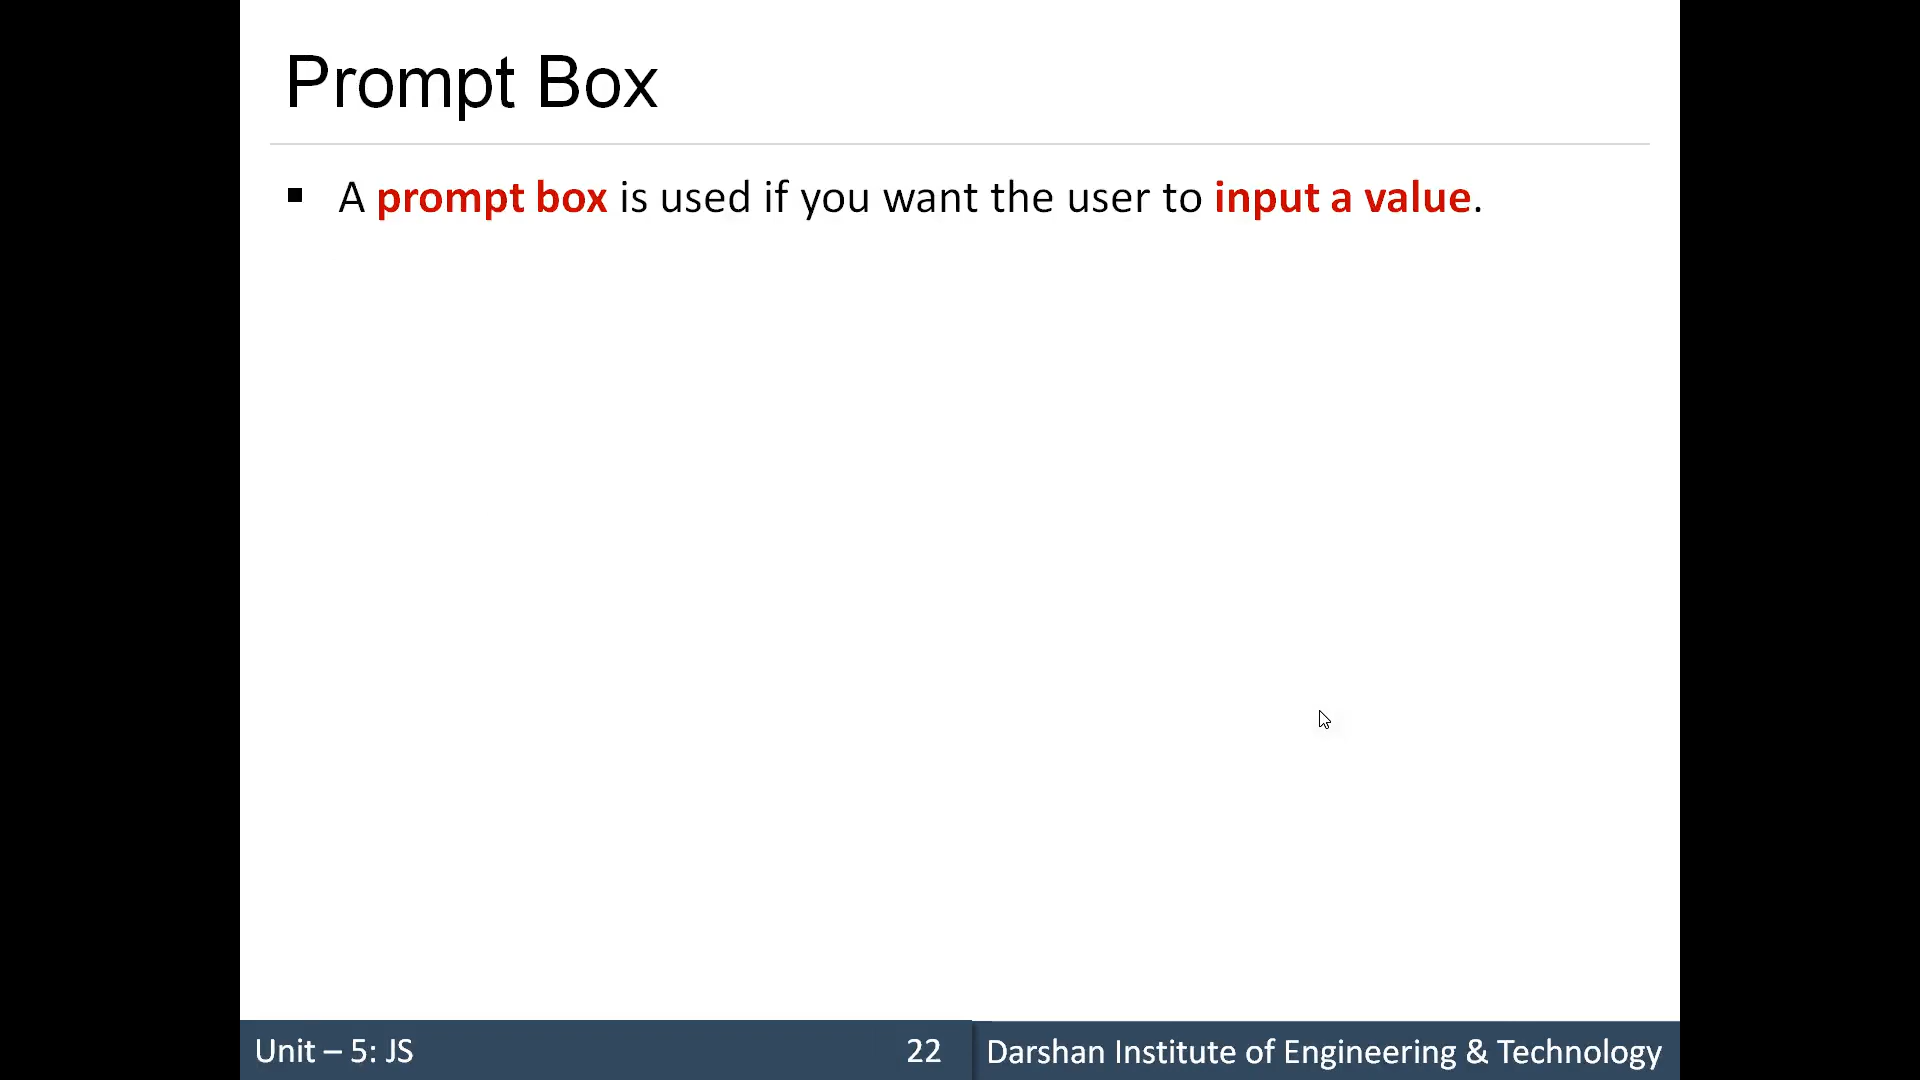 Prompt Box
▪ A prompt box is used if you want the user to input a value.
Unit – 5: JS
22
Darshan Institute of Engineering & Technology